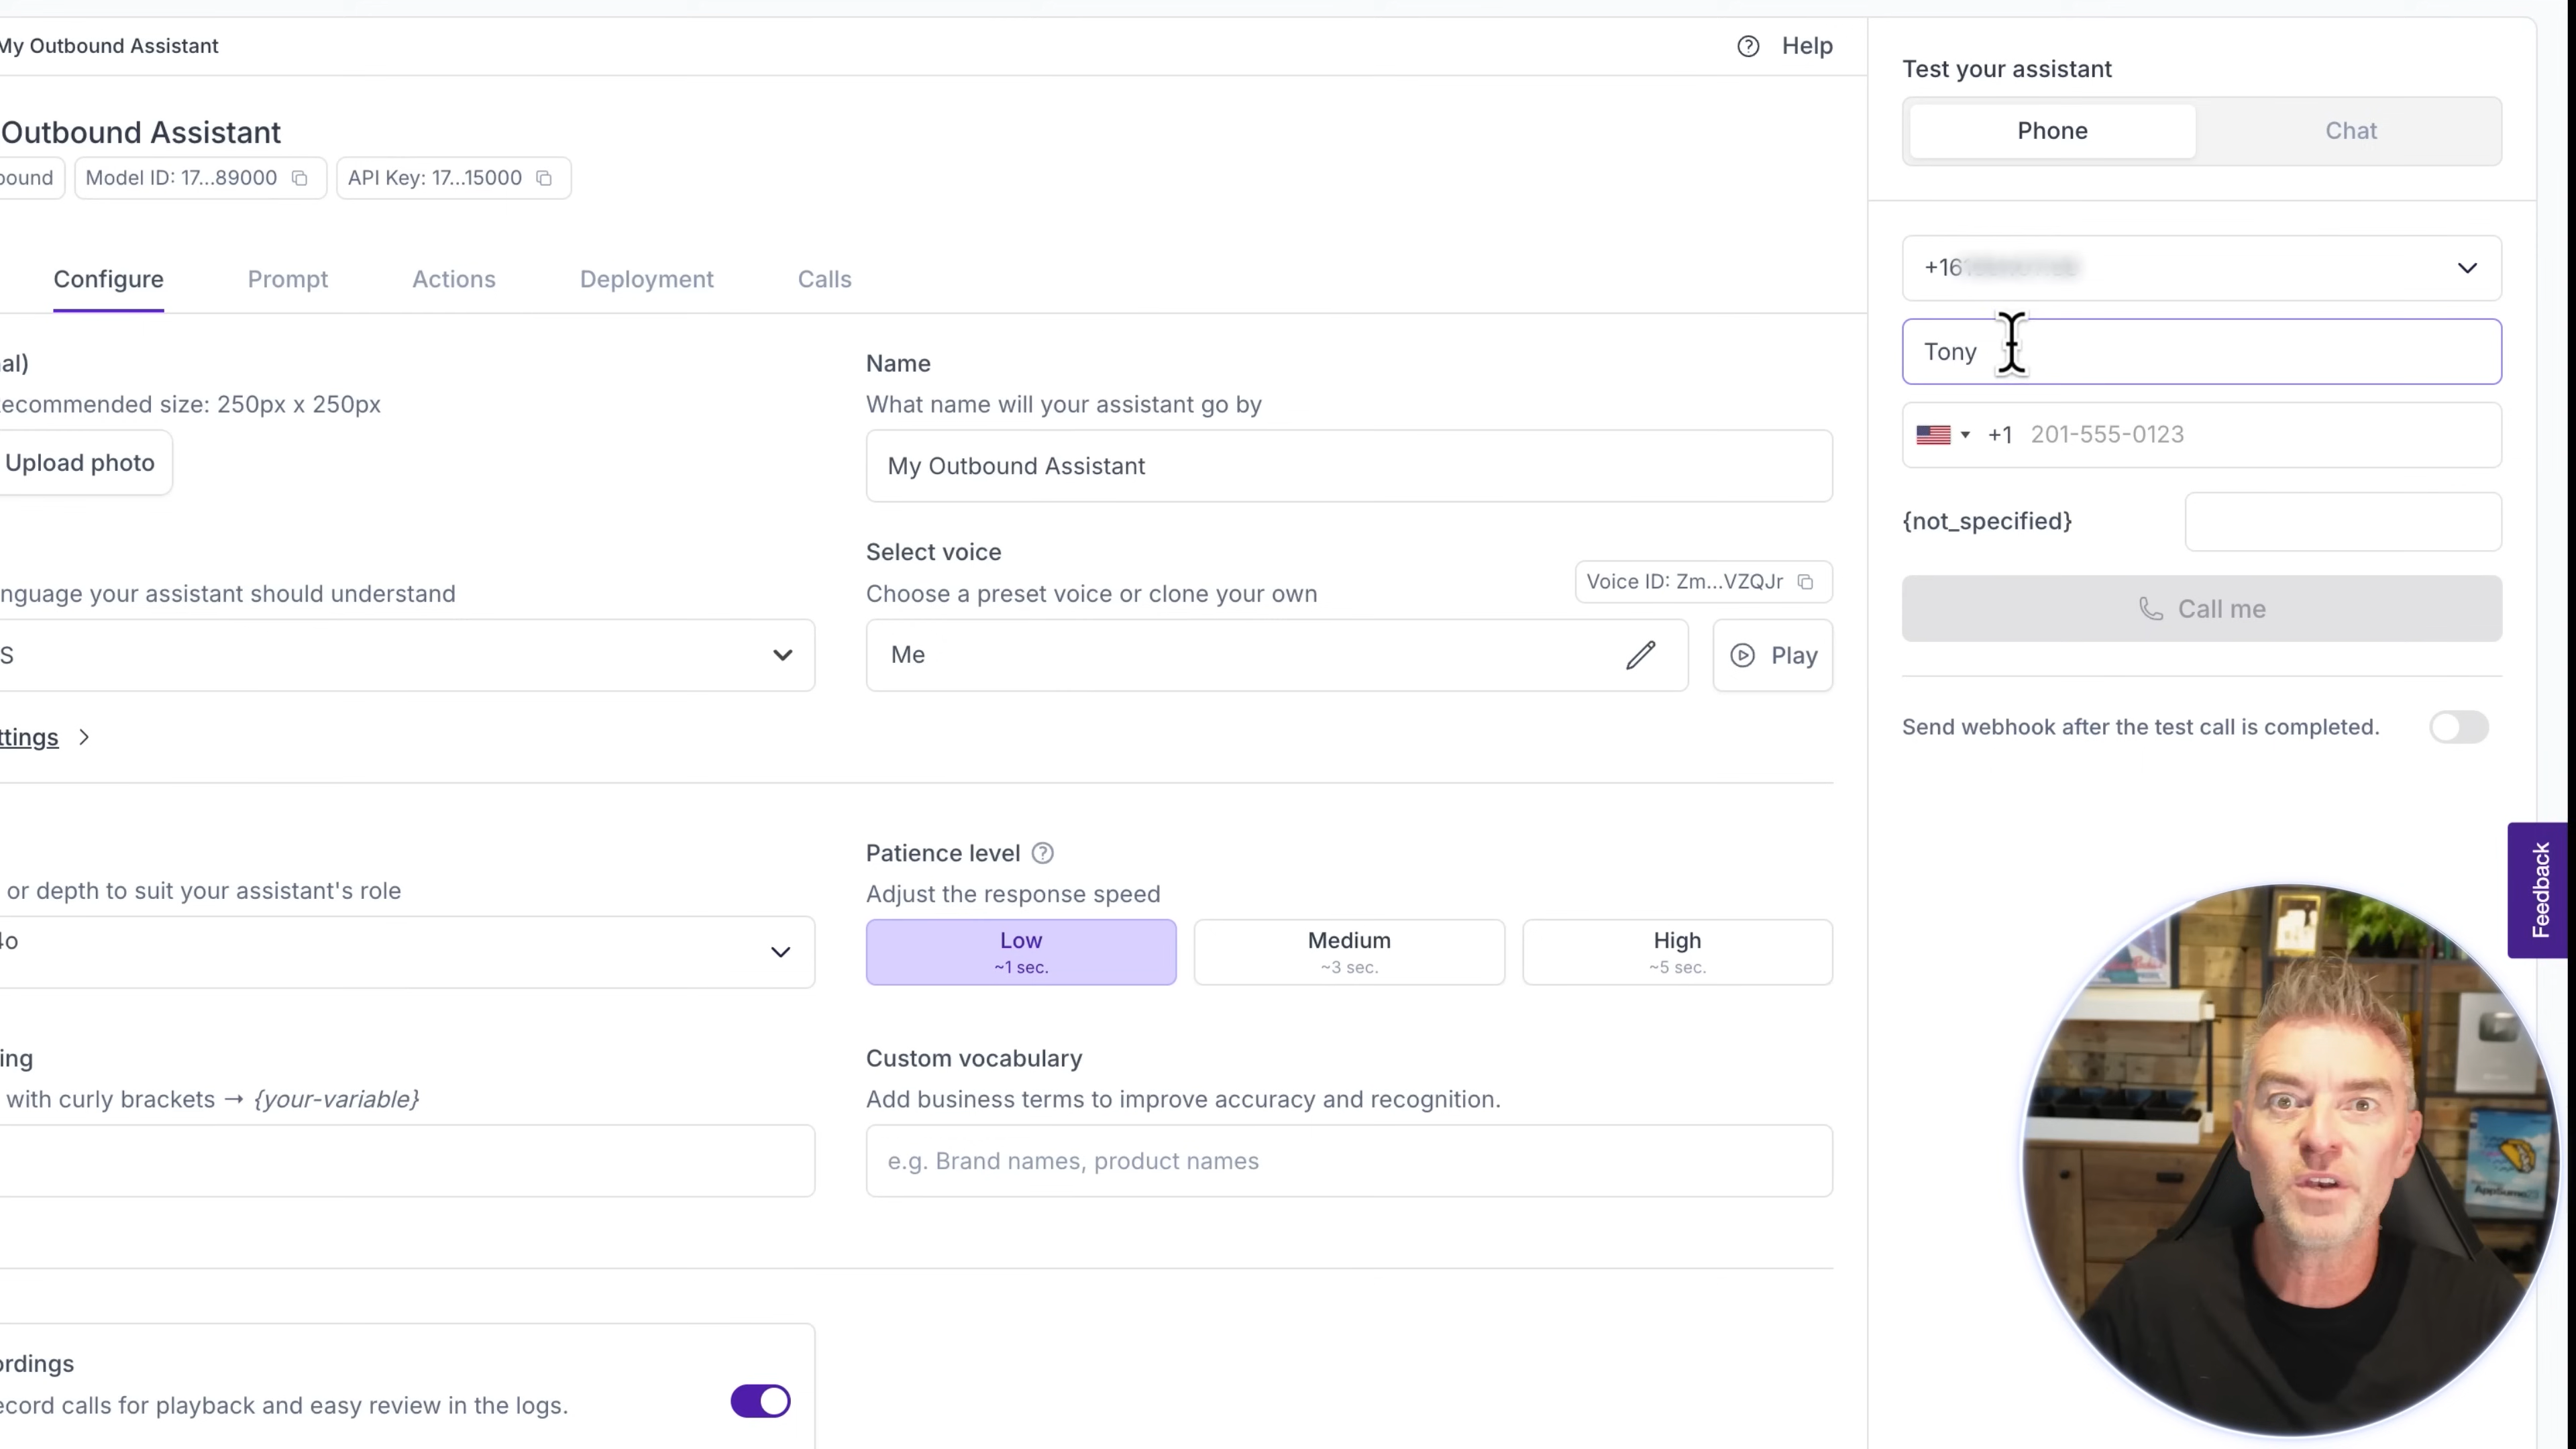 My Outbound Assistant
Help
Outbound Assistant
bound
Model ID: 17...89000
API Key: 17...15000
Configure
Prompt
Actions
Deployment
Calls
al)
ecommended size: 250px x 250px
Upload photo
Name
What name will your assistant go by
My Outbound Assistant
nguage your assistant should understand
S
ttings
Select voice
Choose a preset voice or clone your own
Voice ID: Zm...VZQJr
Me
Play
or depth to suit your assistant's role
4o
Patience level
Adjust the response speed
Low
~1 sec.
Medium
~3 sec.
High
~5 sec.
ing
with curly brackets → {your-variable}
Custom vocabulary
Add business terms to improve accuracy and recognition.
e.g. Brand names, product names
ordings
ecord calls for playback and easy review in the logs.
Test your assistant
Phone
Chat
+16
Tony
+1 201-555-0123
{not_specified}
Call me
Send webhook after the test call is completed.
Feedback
AppSumo